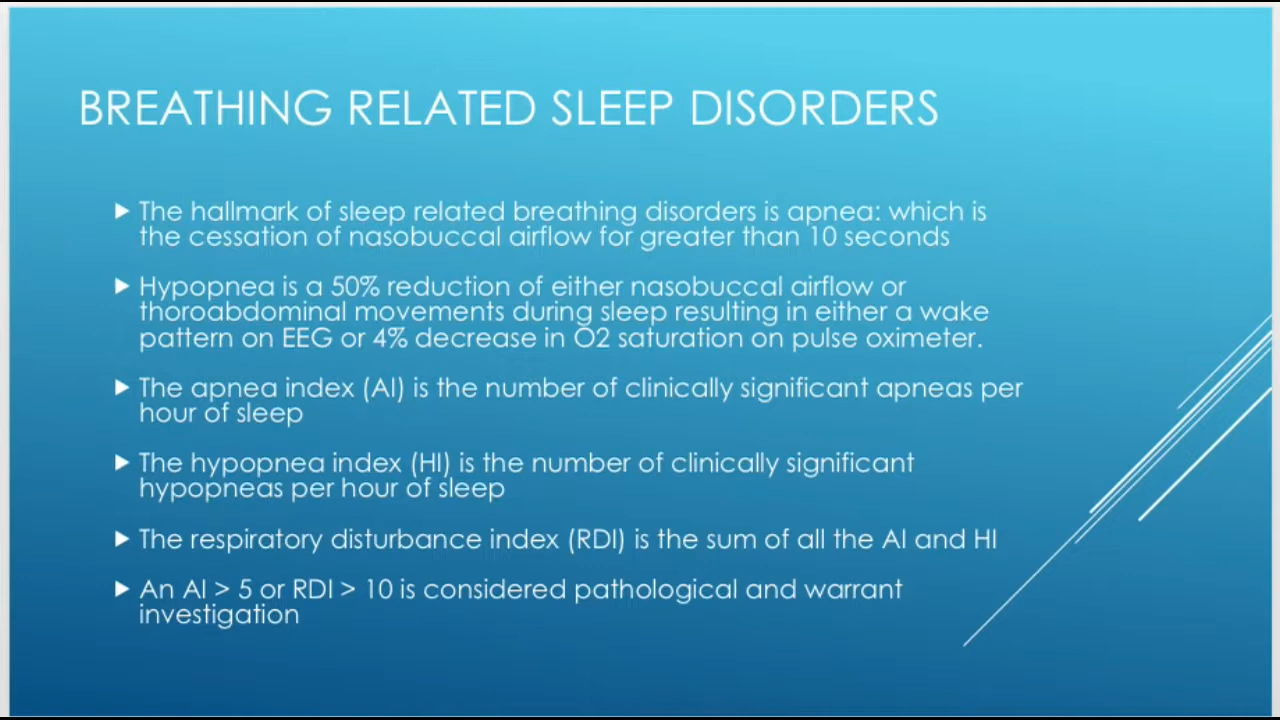 BREATHING RELATED SLEEP DISORDERS
The hallmark of sleep related breathing disorders is apnea: which is
the cessation of nasobuccal airflow for greater than 10 seconds
Hypopnea is a 50% reduction of either nasobuccal airflow or
thoroabdominal movements during sleep resulting in either a wake
pattern on EEG or 4% decrease in O2 saturation on pulse oximeter.
The apnea index (AI) is the number of clinically significant apneas per
hour of sleep
The hypopnea index (HI) is the number of clinically significant
hypopneas per hour of sleep
The respiratory disturbance index (RDI) is the sum of all the AI and HI
An AI > 5 or RDI > 10 is considered pathological and warrant
investigation